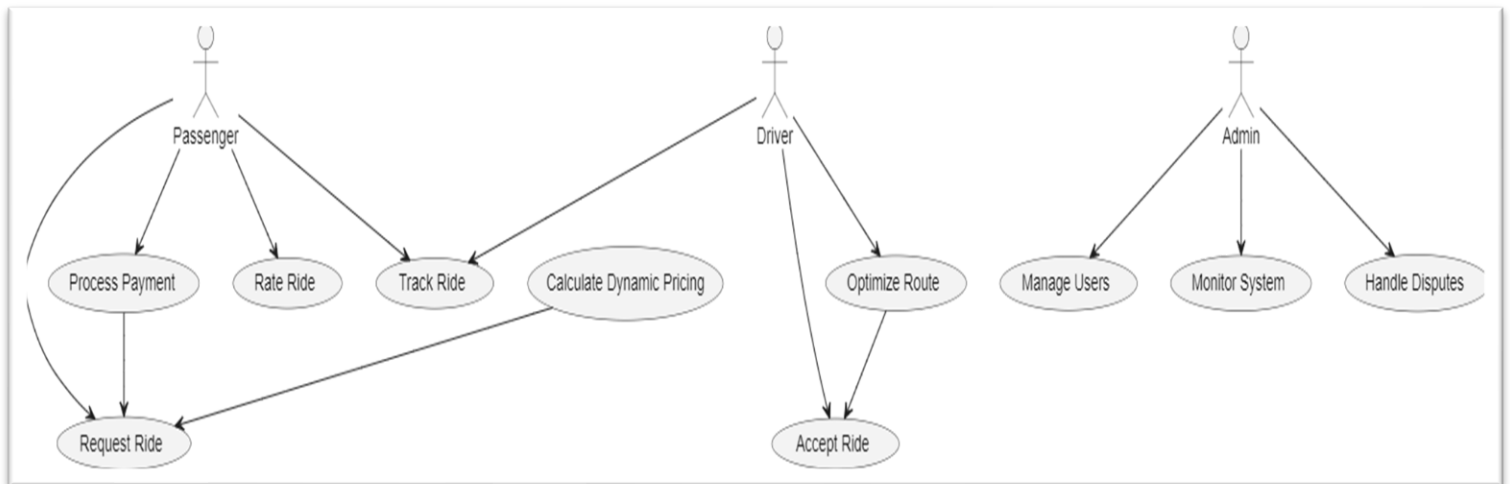 Passenger
Driver
Admin
Process Payment
Rate Ride
Track Ride
Calculate Dynamic Pricing
Optimize Route
Manage Users
Monitor System
Handle Disputes
Request Ride
Accept Ride